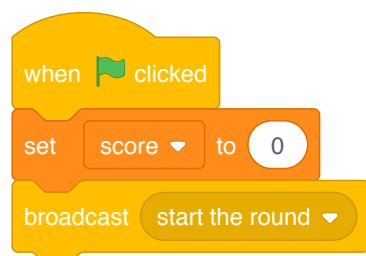 when clicked
set score to 0
broadcast start the round